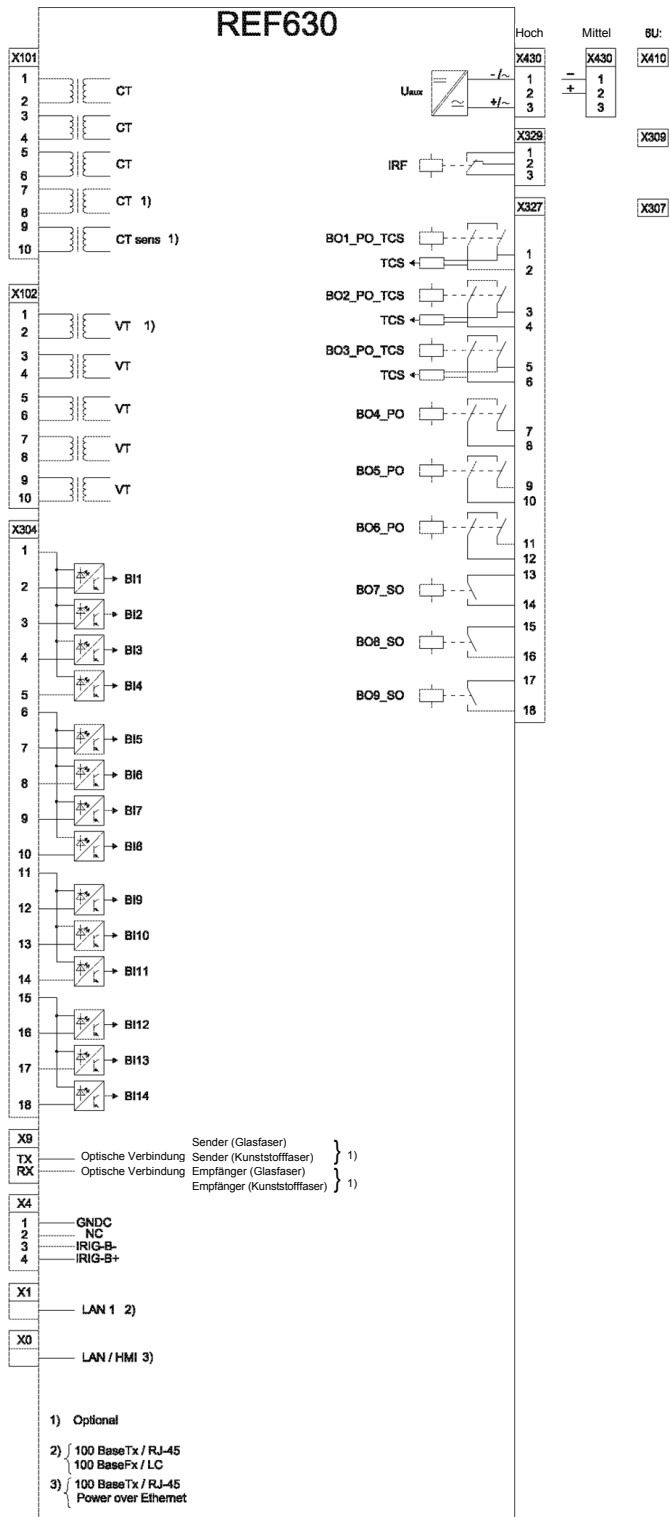 REF630
Hoch Mittel 6U:
X101
1
2
CT
3
4
CT
5
6
CT
7
8
CT 1)
9
10
CT sens 1)
X102
1
2
VT 1)
3
4
VT
5
6
VT
7
8
VT
9
10
VT
X304
1
2
BI1
3
BI2
4
BI3
5
BI4
6
7
BI5
8
BI6
9
BI7
10
BI8
11
12
BI9
13
BI10
14
BI11
15
16
BI12
17
BI13
18
BI14
X9
TX
RX
Optische Verbindung Sender (Glasfaser)
Sender (Kunststofffaser) } 1)
Optische Verbindung Empfänger (Glasfaser)
Empfänger (Kunststofffaser) } 1)
X4
1 GNDC
2 NC
3 IRIG-B-
4 IRIG-B+
X1
LAN 1 2)
X0
LAN / HMI 3)
1) Optional
2) { 100 BaseTx / RJ-45
100 BaseFx / LC
3) { 100 BaseTx / RJ-45
Power over Ethernet
X430 X430 X410
Uaux
- /~ 1
2
+/~ 3
– 1
+ 2
3
X329 X309
IRF
1
2
3
X327 X307
BO1_PO_TCS
TCS
1
2
BO2_PO_TCS
TCS
3
4
BO3_PO_TCS
TCS
5
6
BO4_PO
7
8
BO5_PO
9
10
BO6_PO
11
12
BO7_SO
13
14
BO8_SO
15
16
BO9_SO
17
18